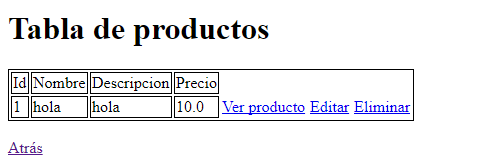 Tabla de productos
Id Nombre Descripcion Precio
1 hola hola 10.0 Ver producto Editar Eliminar
Atrás